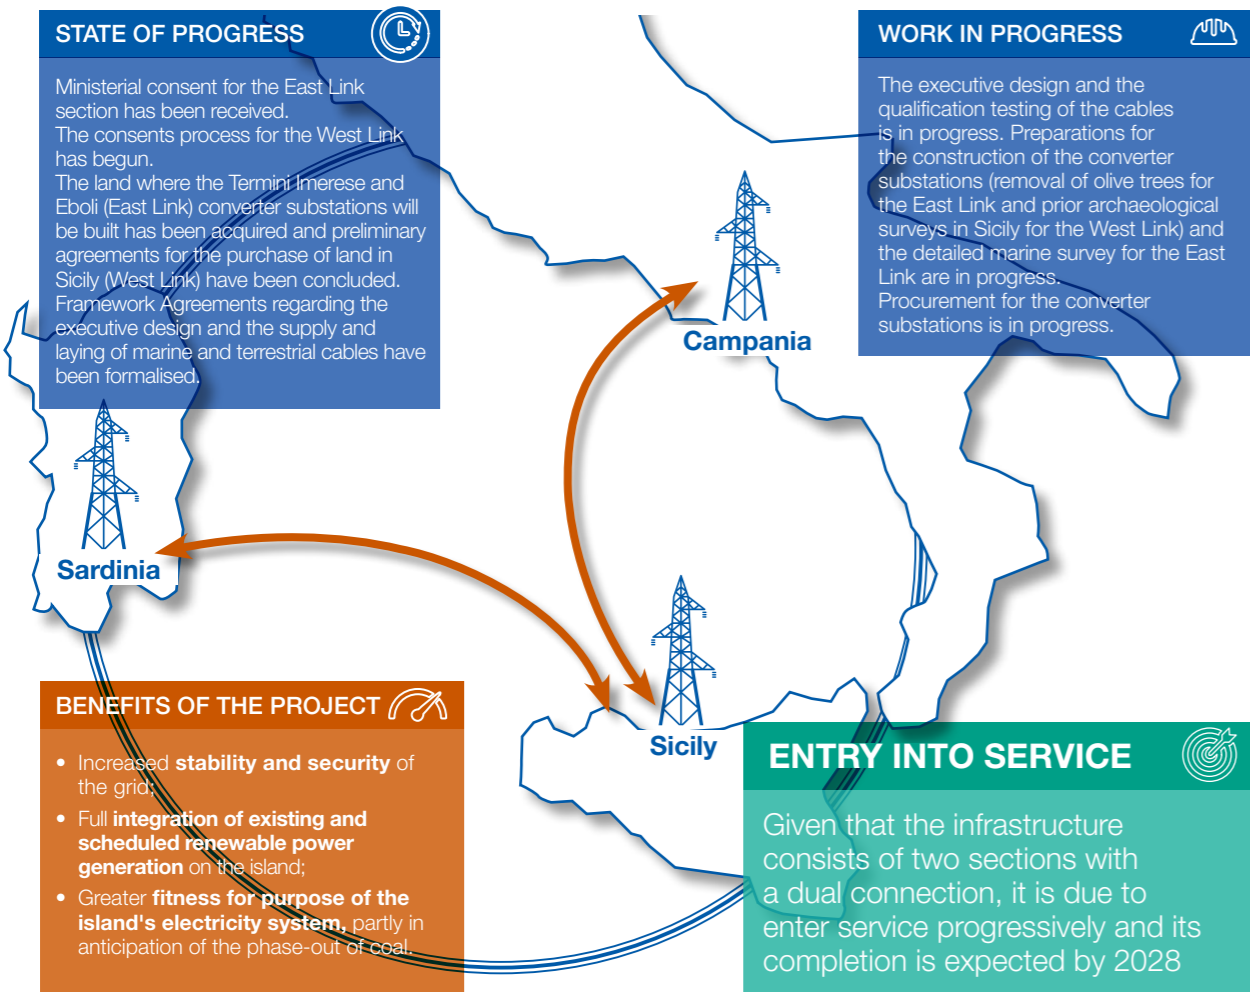 STATE OF PROGRESS
Ministerial consent for the East Link
section has been received.
The consents process for the West Link
has begun.
The land where the Termini Imerese and
Eboli (East Link) converter substations will
be built has been acquired and preliminary
agreements for the purchase of land in
Sicily (West Link) have been concluded.
Framework Agreements regarding the
executive design and the supply and
laying of marine and terrestrial cables have
been formalised.
WORK IN PROGRESS
The executive design and the
qualification testing of the cables
is in progress. Preparations for
the construction of the converter
substations (removal of olive trees for
the East Link and prior archaeological
surveys in Sicily for the West Link) and
the detailed marine survey for the East
Link are in progress.
Procurement for the converter
substations is in progress.
Campania
Sardinia
Sicily
BENEFITS OF THE PROJECT
• Increased stability and security of
the grid;
• Full integration of existing and
scheduled renewable power
generation on the island;
• Greater fitness for purpose of the
island's electricity system, partly in
anticipation of the phase-out of coal.
ENTRY INTO SERVICE
Given that the infrastructure
consists of two sections with
a dual connection, it is due to
enter service progressively and its
completion is expected by 2028